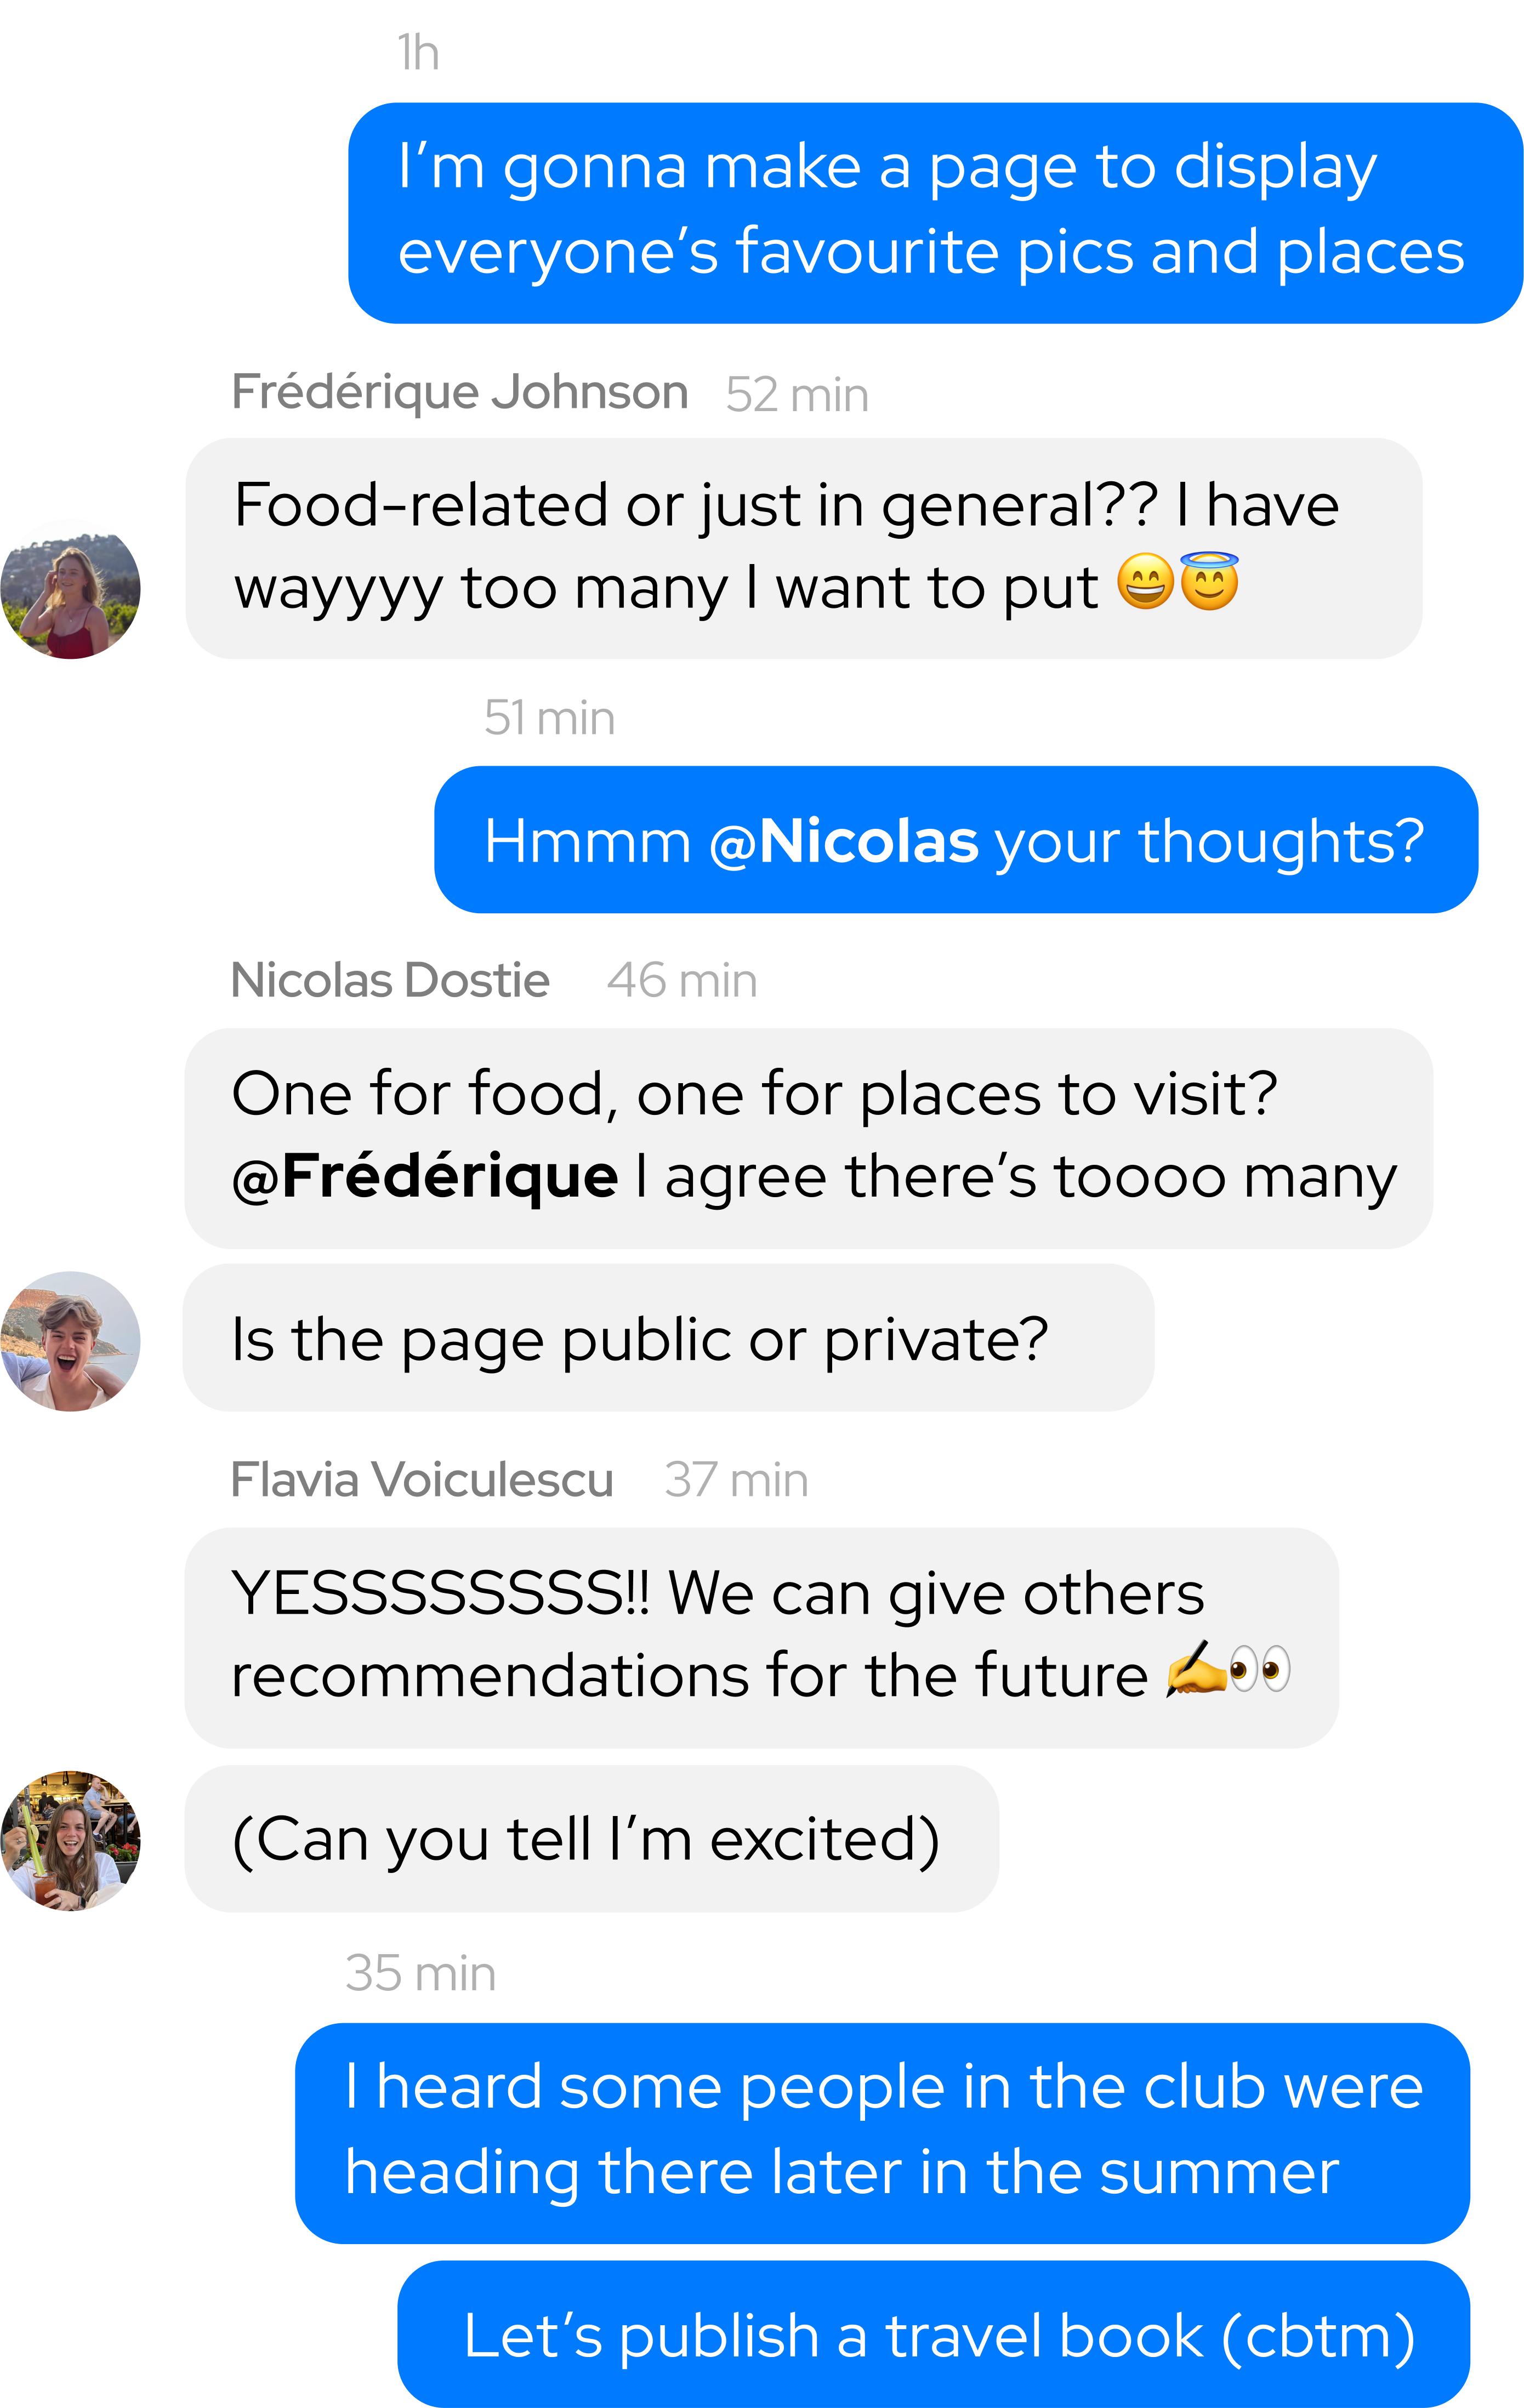 1h
I’m gonna make a page to display
everyone’s favourite pics and places
Frédérique Johnson 52 min
Food-related or just in general?? I have
wayyyy too many I want to put 😄😇
51 min
Hmmm @Nicolas your thoughts?
Nicolas Dostie 46 min
One for food, one for places to visit?
@Frédérique I agree there’s toooo many
Is the page public or private?
Flavia Voiculescu 37 min
YESSSSSSSS!! We can give others
recommendations for the future ✍️👀
(Can you tell I’m excited)
35 min
I heard some people in the club were
heading there later in the summer
Let’s publish a travel book (cbtm)